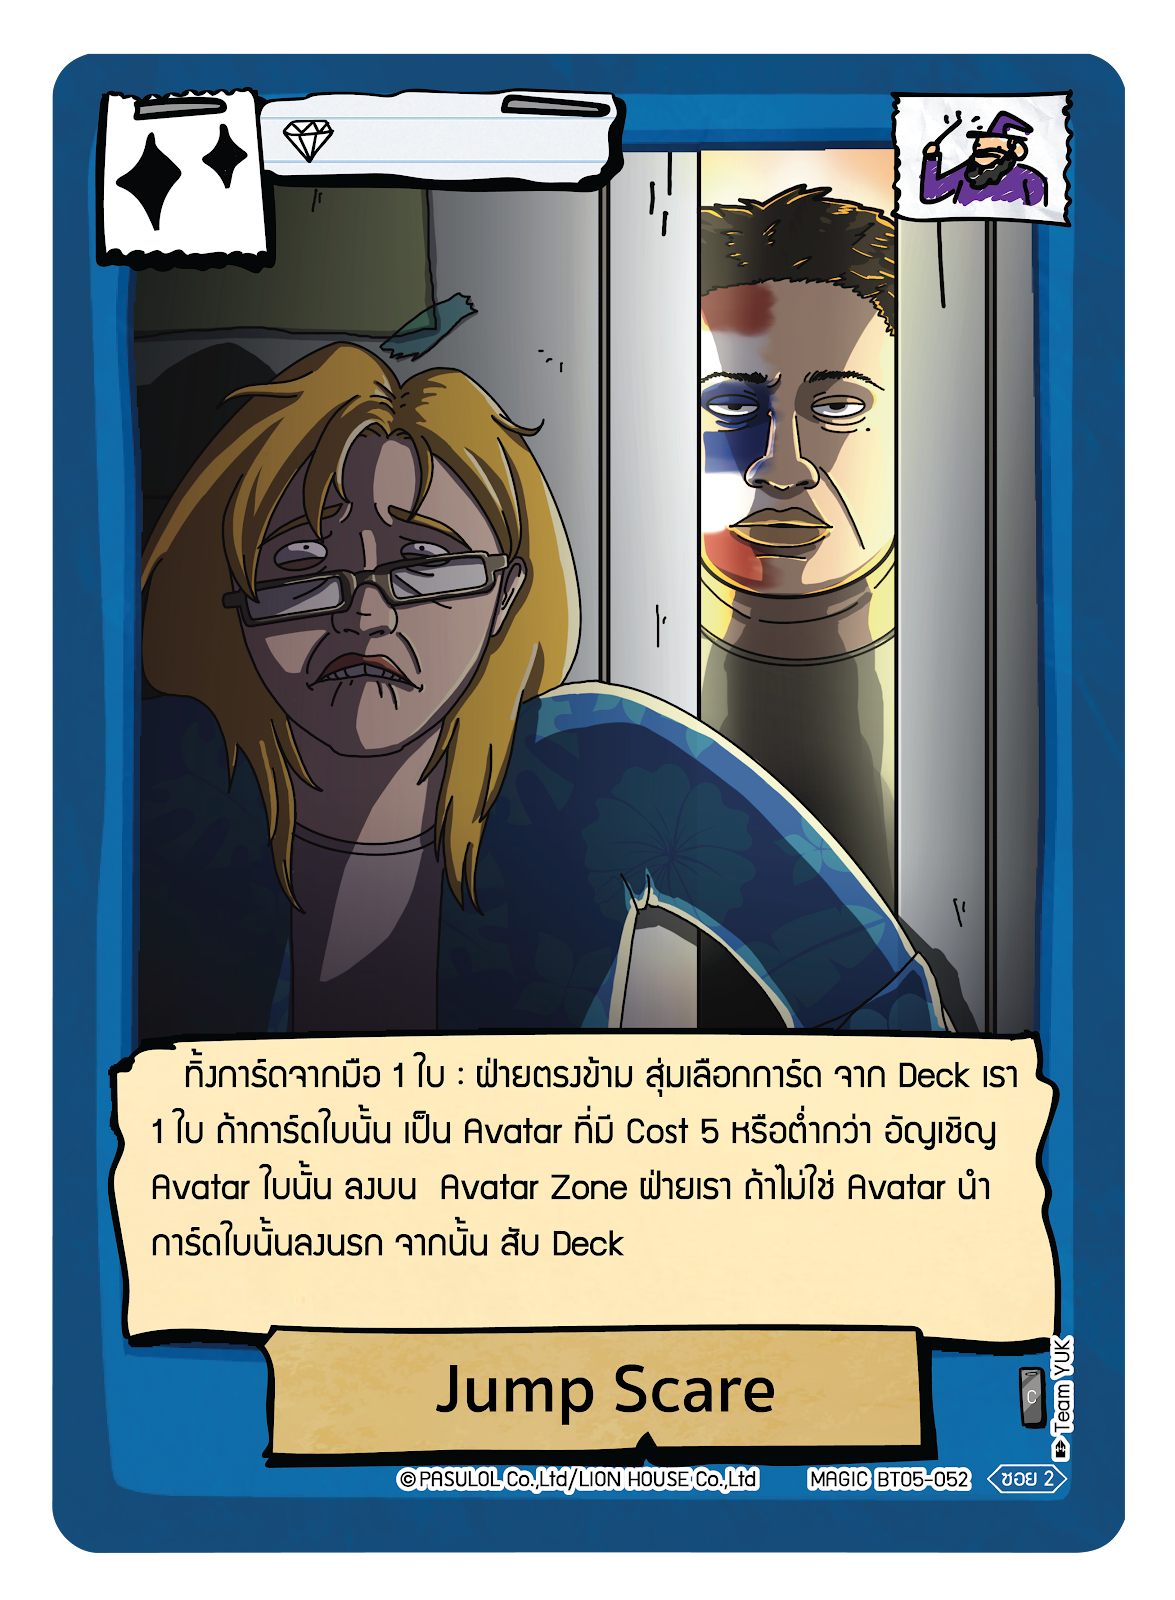 ทิ้งการ์ดจากมือ 1 ใบ : ฝ่ายตรงข้าม สุ่มเลือกการ์ด จาก Deck เรา
1 ใบ ถ้าการ์ดใบนั้น เป็น Avatar ที่มี Cost 5 หรือต่ำกว่า อัญเชิญ
Avatar ใบนั้น ลงบน Avatar Zone ฝ่ายเรา ถ้าไม่ใช่ Avatar นำ
การ์ดใบนั้นลงนรก จากนั้น สับ Deck
Jump Scare
C
Team YUK
© PASULOL Co.,Ltd/LION HOUSE Co.,Ltd MAGIC BT05-052 ซอย 2